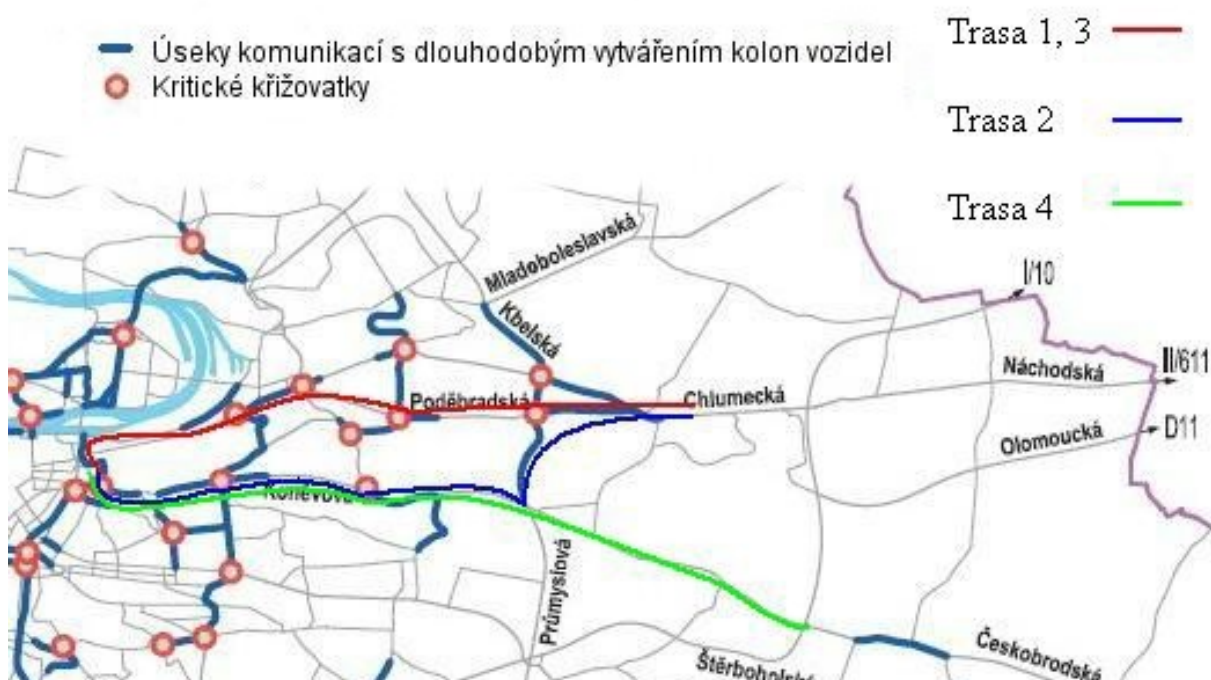 Úseky komunikací s dlouhodobým vytvářením kolon vozidel
Kritické křižovatky
Trasa 1, 3
Trasa 2
Trasa 4
Mladoboleslavská
I/10
Kbelská
II/611
Náchodská
Poděbradská
Chlumecká
D11
Olomoucká
Koněvova
Průmyslová
Českobrodská
Štěrboholská